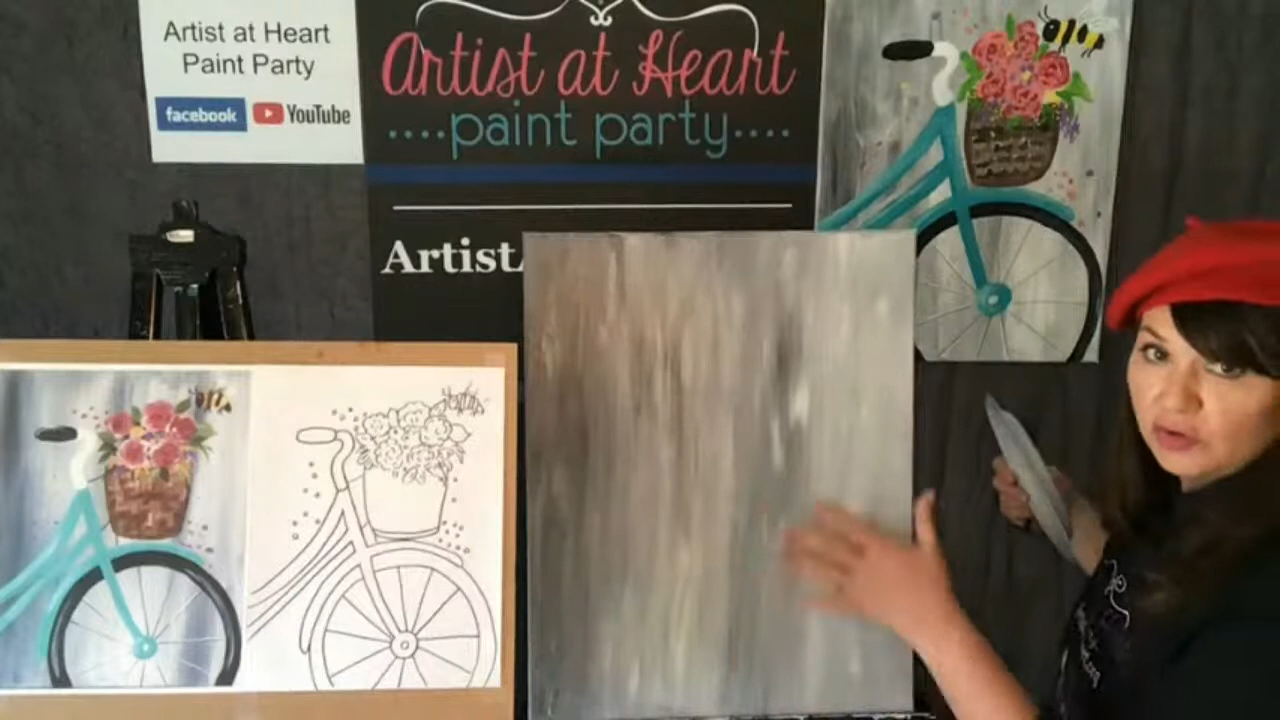 Artist at Heart
Paint Party
facebook YouTube
Artist at Heart
....paint party....
Artist